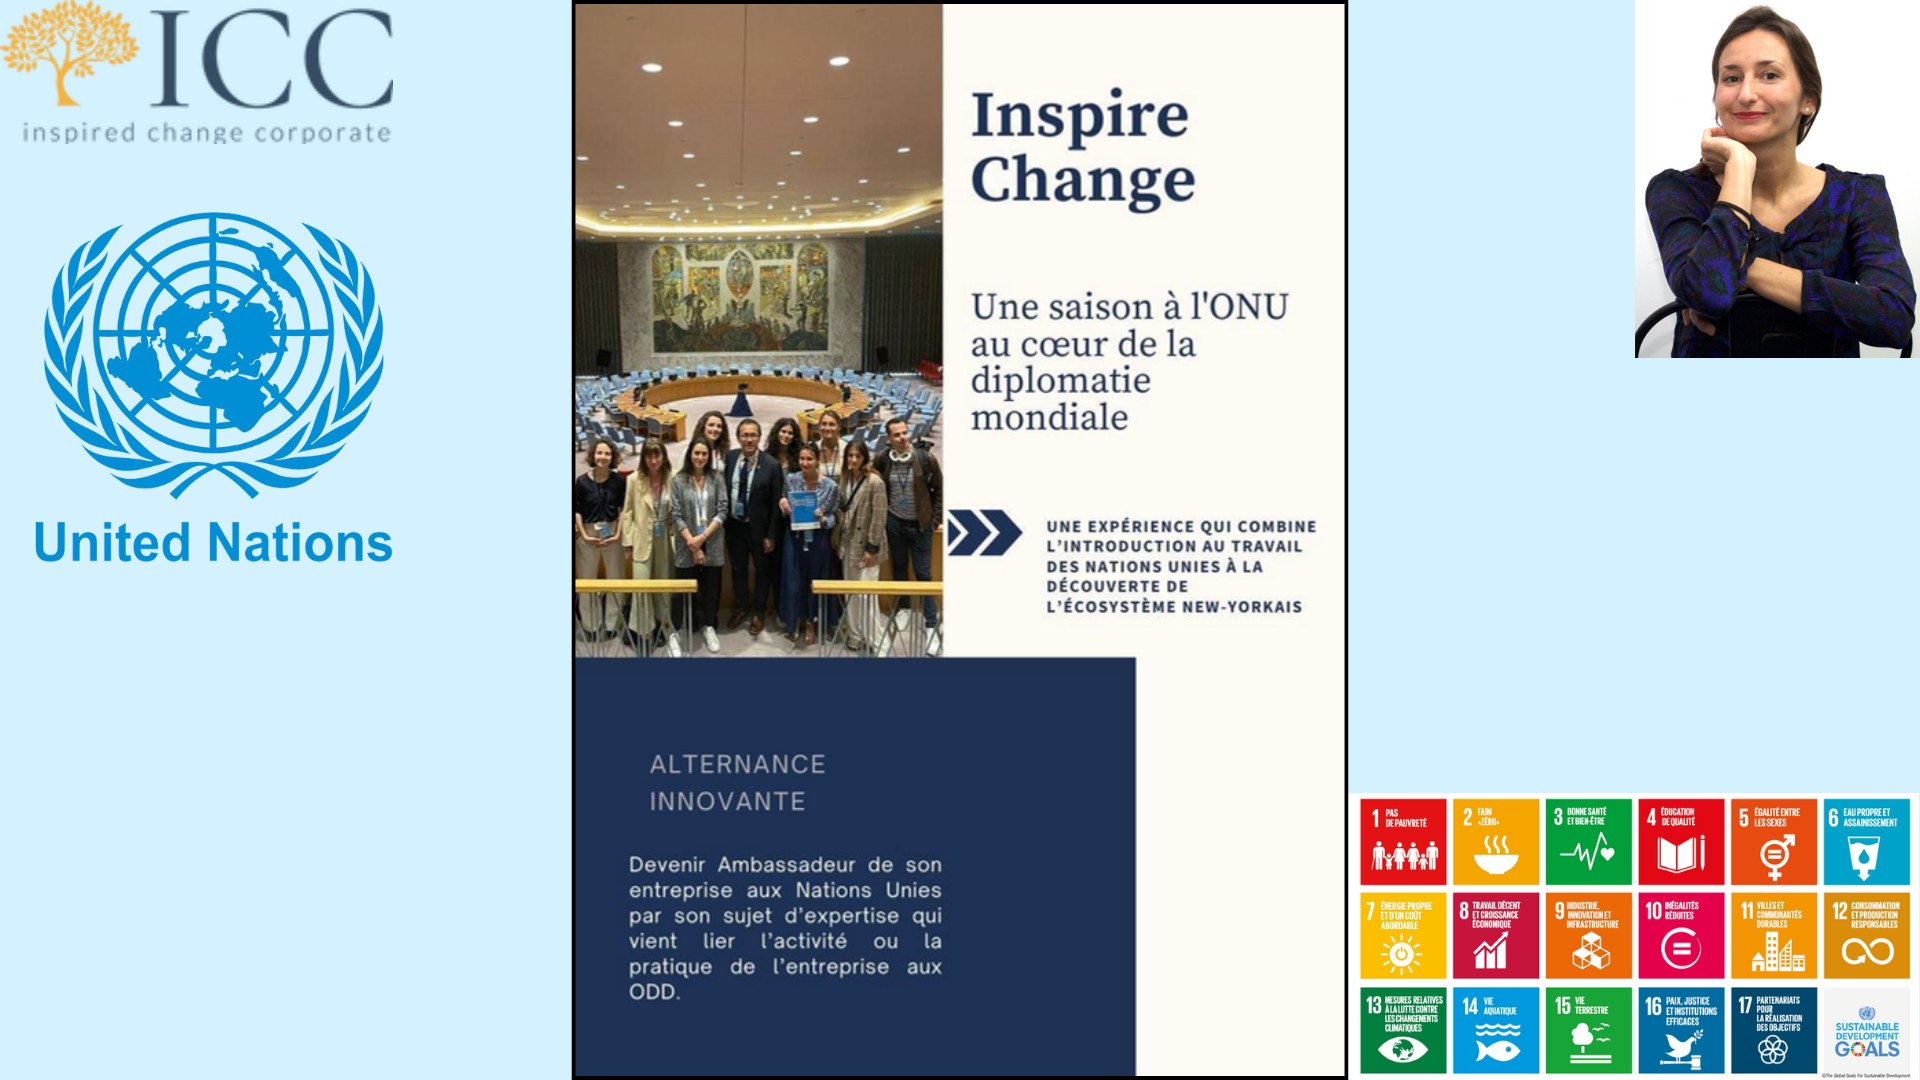 ICC
inspired change corporate
United Nations
Inspire
Change
Une saison à l'ONU
au cœur de la
diplomatie
mondiale
UNE EXPÉRIENCE QUI COMBINE
L'INTRODUCTION AU TRAVAIL
DES NATIONS UNIES À LA
DÉCOUVERTE DE
L'ÉCOSYSTÈME NEW-YORKAIS
ALTERNANCE
INNOVANTE
Devenir Ambassadeur de son
entreprise aux Nations Unies
par son sujet d'expertise qui
vient lier l'activité ou la
pratique de l'entreprise aux
ODD.
1 PAS
DE PAUVRETÉ
2 FAIM
«ZÉRO»
3 BONNE SANTÉ
ET BIEN-ÊTRE
4 ÉDUCATION
DE QUALITÉ
5 ÉGALITÉ ENTRE
LES SEXES
6 EAU PROPRE ET
ASSAINISSEMENT
7 ÉNERGIE PROPRE
ET D'UN COÛT
ABORDABLE
8 TRAVAIL DÉCENT
ET CROISSANCE
ÉCONOMIQUE
9 INDUSTRIE,
INNOVATION ET
INFRASTRUCTURE
10 INÉGALITÉS
RÉDUITES
11 VILLES ET
COMMUNAUTÉS
DURABLES
12 CONSOMMATION
ET PRODUCTION
RESPONSABLES
13 MESURES RELATIVES
À LA LUTTE CONTRE
LES CHANGEMENTS
CLIMATIQUES
14 VIE
AQUATIQUE
15 VIE
TERRESTRE
16 PAIX, JUSTICE
ET INSTITUTIONS
EFFICACES
17 PARTENARIATS
POUR
LA RÉALISATION
DES OBJECTIFS
SUSTAINABLE
DEVELOPMENT
GOALS
©The Global Goals For Sustainable Development